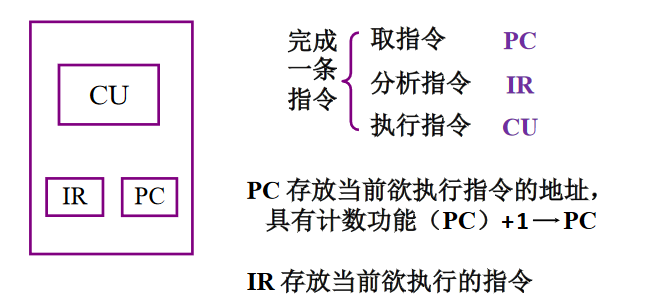 CU
IR PC
完成
一条
指令
取指令 PC
分析指令 IR
执行指令 CU
PC 存放当前欲执行指令的地址，
具有计数功能（PC）+1→PC
IR 存放当前欲执行的指令